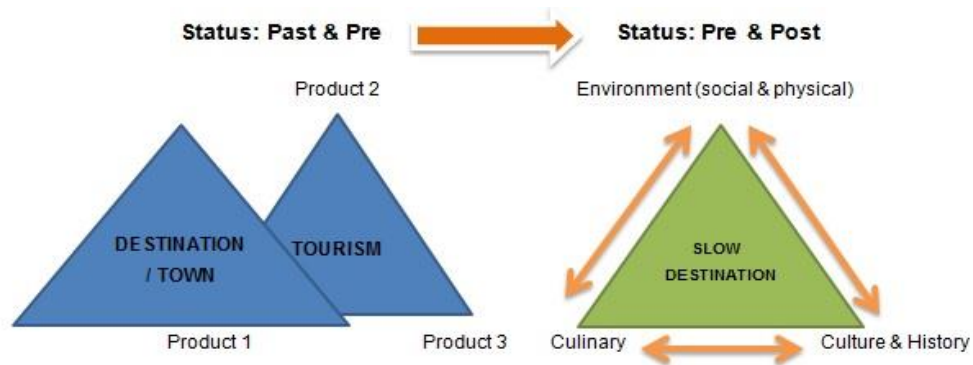 Status: Past & Pre
Status: Pre & Post
Product 2
Environment (social & physical)
DESTINATION
/ TOWN
TOURISM
SLOW
DESTINATION
Product 1
Product 3
Culinary
Culture & History